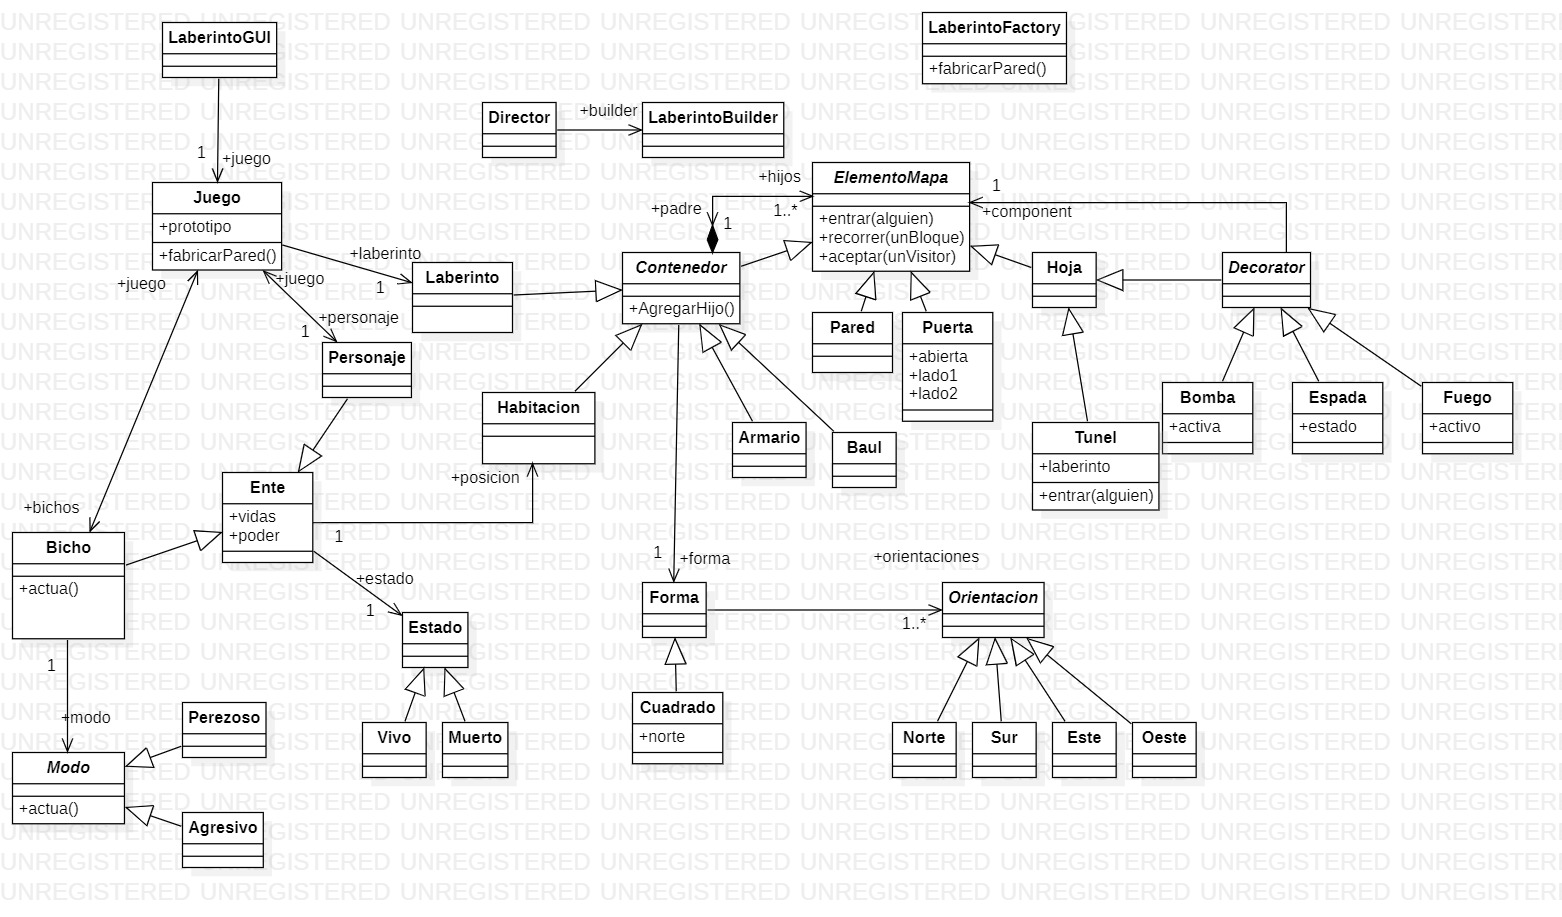 LaberintoGUI
LaberintoFactory
+fabricarPared()
Director
+builder
LaberintoBuilder
1
+juego
Juego
+prototipo
+fabricarPared()
+hijos
1..*
+padre
1
ElementoMapa
+entrar(alguien)
+recorrer(unBloque)
+aceptar(unVisitor)
1
+component
+laberinto
1
Laberinto
Contenedor
+AgregarHijo()
Hoja
Decorator
+juego
+juego
+personaje
1
Personaje
Pared
Puerta
+abierta
+lado1
+lado2
Habitacion
Armario
Baul
Tunel
+laberinto
+entrar(alguien)
Bomba
+activa
Espada
+estado
Fuego
+activo
+posicion
1
Ente
+vidas
+poder
+bichos
Bicho
+actua()
+estado
1
1
+forma
+orientaciones
1..*
Estado
Forma
Orientacion
1
+modo
Vivo
Muerto
Cuadrado
+norte
Norte
Sur
Este
Oeste
Perezoso
Modo
+actua()
Agresivo
UNREGISTERED